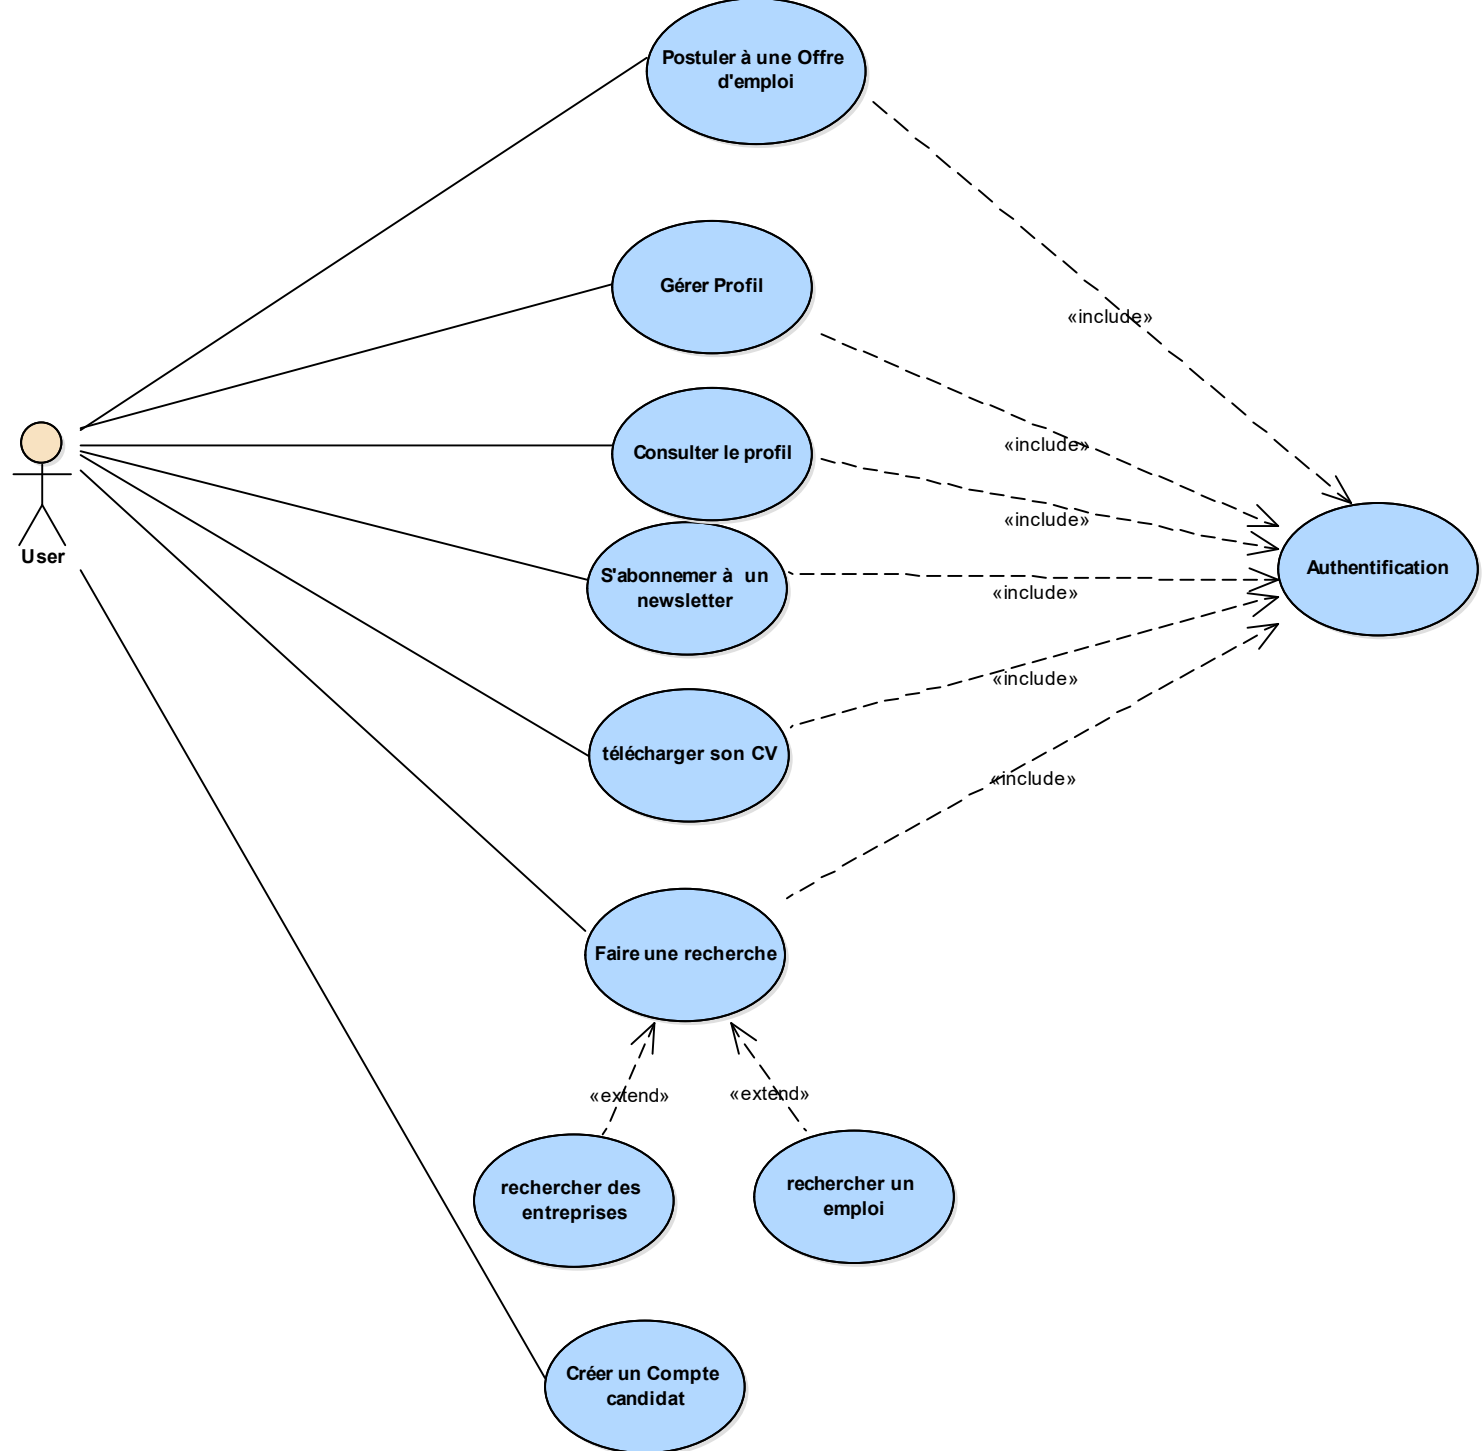 Postuler à une Offre
d'emploi
«include»
Gérer Profil
«include»
Consulter le profil
«include»
User
S'abonnemer à un
newsletter
«include»
Authentification
télécharger son CV
«include»
«include»
Faire une recherche
«extend»
«extend»
rechercher des
entreprises
rechercher un
emploi
Créer un Compte
candidat